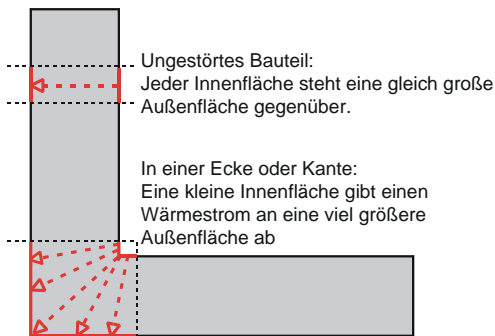 Ungestörtes Bauteil:
Jeder Innenfläche steht eine gleich große
Außenfläche gegenüber.
In einer Ecke oder Kante:
Eine kleine Innenfläche gibt einen
Wärmestrom an eine viel größere
Außenfläche ab